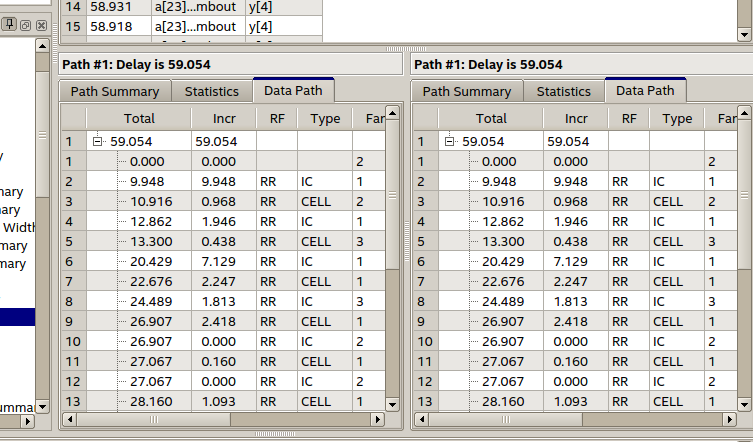 14 58.931 a[23]...mbout y[4]
15 58.918 a[23]...mbout y[4]
y
nary
ary
Width
mmary
mary
umma
Path #1: Delay is 59.054
Path Summary Statistics Data Path
Total Incr RF Type Far
1 59.054 59.054
1 0.000 0.000 2
2 9.948 9.948 RR IC 1
3 10.916 0.968 RR CELL 2
4 12.862 1.946 RR IC 1
5 13.300 0.438 RR CELL 3
6 20.429 7.129 RR IC 1
7 22.676 2.247 RR CELL 1
8 24.489 1.813 RR IC 3
9 26.907 2.418 RR CELL 1
10 26.907 0.000 RR IC 2
11 27.067 0.160 RR CELL 1
12 27.067 0.000 RR IC 2
13 28.160 1.093 RR CELL 1
Path #1: Delay is 59.054
Path Summary Statistics Data Path
Total Incr RF Type Far
1 59.054 59.054
1 0.000 0.000 2
2 9.948 9.948 RR IC 1
3 10.916 0.968 RR CELL 2
4 12.862 1.946 RR IC 1
5 13.300 0.438 RR CELL 3
6 20.429 7.129 RR IC 1
7 22.676 2.247 RR CELL 1
8 24.489 1.813 RR IC 3
9 26.907 2.418 RR CELL 1
10 26.907 0.000 RR IC 2
11 27.067 0.160 RR CELL 1
12 27.067 0.000 RR IC 2
13 28.160 1.093 RR CELL 1